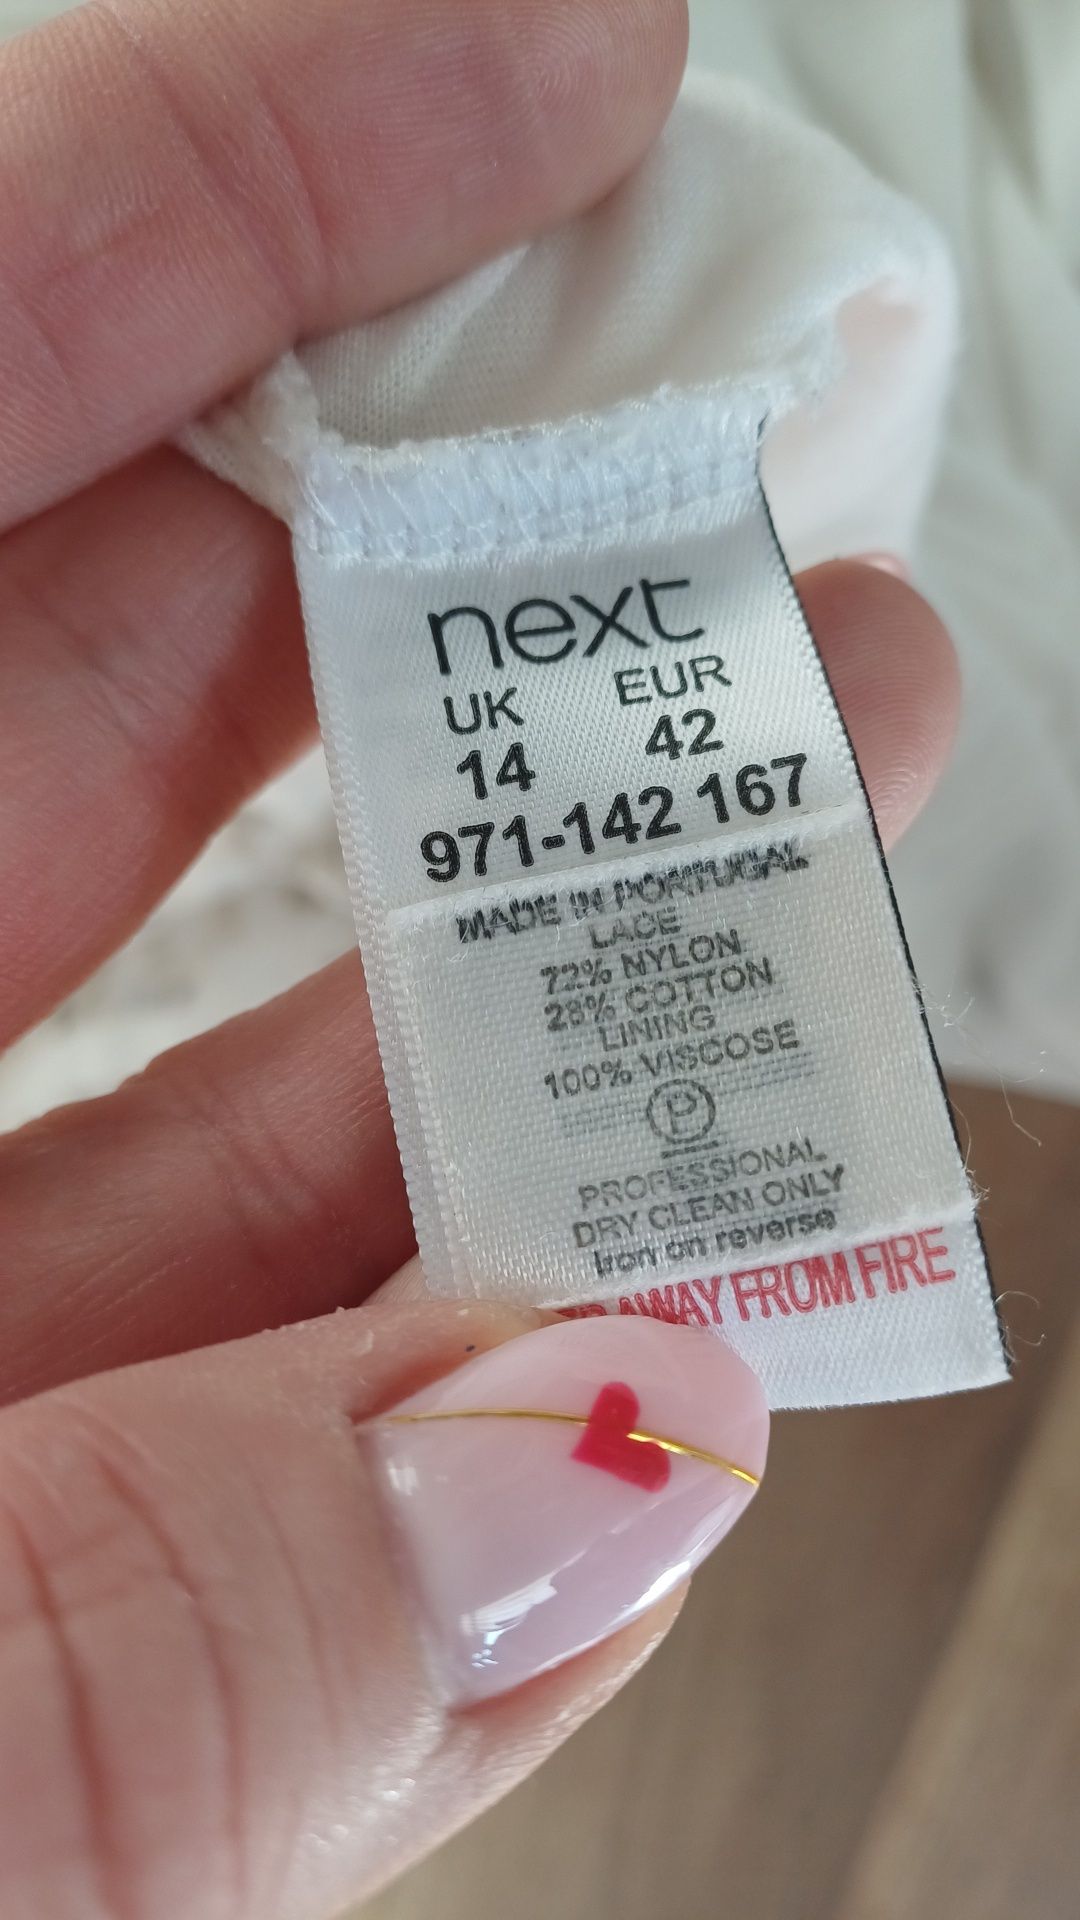 next
UK EUR
14 42
971-142 167
MADE IN PORTUGAL
LACE
72% NYLON
28% COTTON
LINING
100% VISCOSE
P
PROFESSIONAL
DRY CLEAN ONLY
Iron on reverse
AWAY FROM FIRE